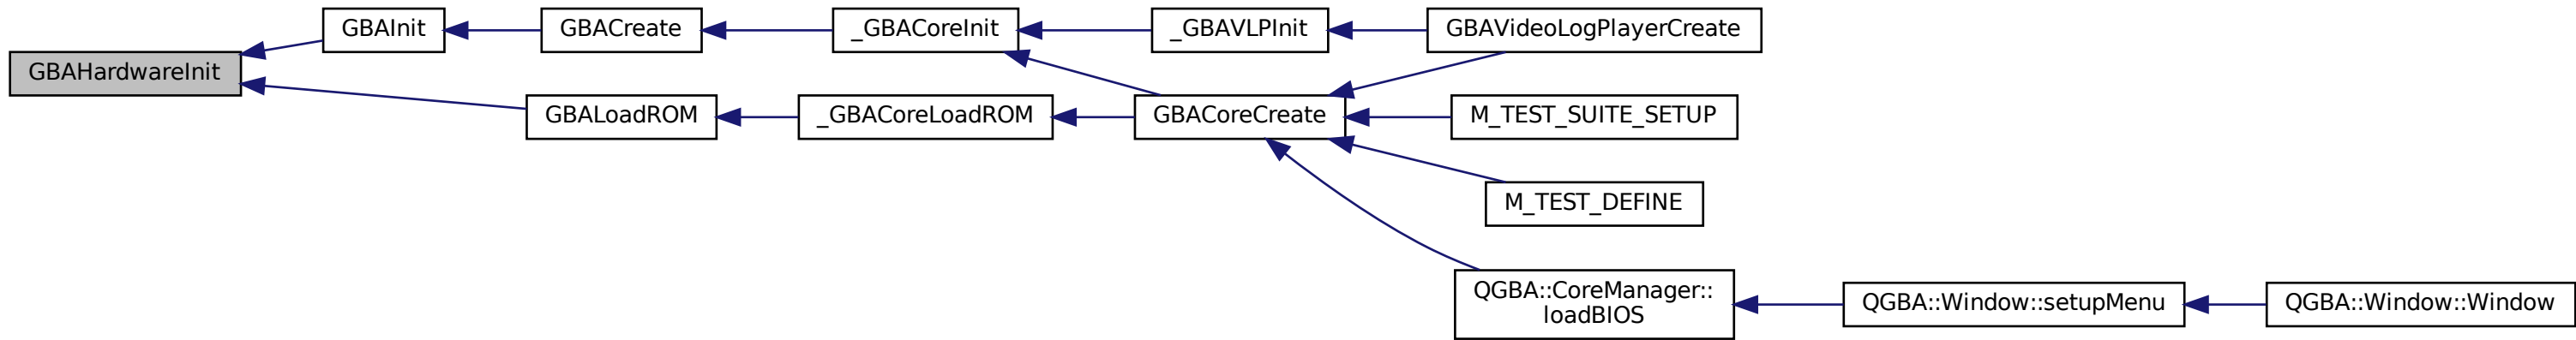 GBAHardwareInit
GBAInit
GBACreate
_GBACoreInit
_GBAVLPInit
GBAVideoLogPlayerCreate
GBALoadROM
_GBACoreLoadROM
GBACoreCreate
M_TEST_SUITE_SETUP
M_TEST_DEFINE
QGBA::CoreManager::
loadBIOS
QGBA::Window::setupMenu
QGBA::Window::Window